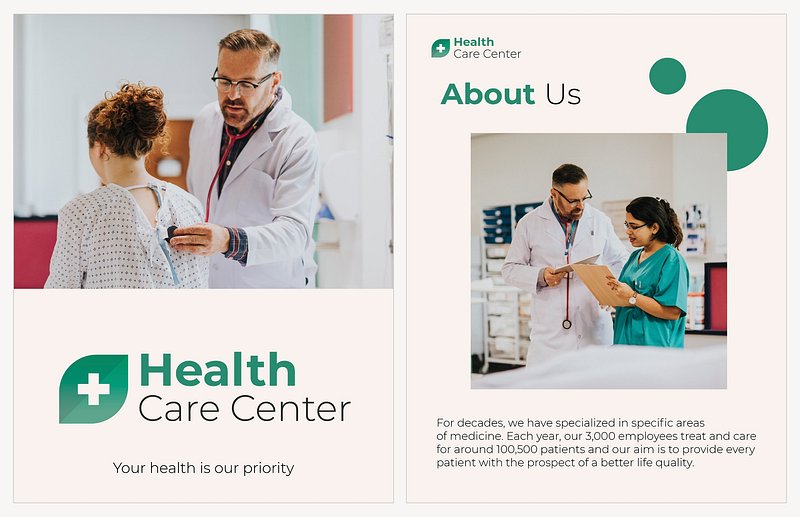 Health
Care Center
Your health is our priority
Health
Care Center
About Us
For decades, we have specialized in specific areas
of medicine. Each year, our 3,000 employees treat and care
for around 100,500 patients and our aim is to provide every
patient with the prospect of a better life quality.